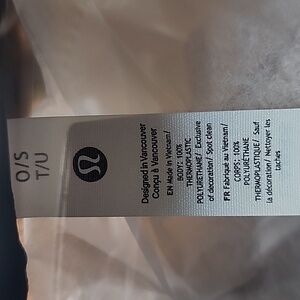 O/S
T/U
Designed in Vancouver
Conçu à Vancouver
EN Made in Vietnam/
BODY: 100%
THERMOPLASTIC
POLYURETHANE/ Exclusive
of decoration/ Spot clean
FR Fabriqué au Vietnam/
CORPS: 100%
POLYURÉTHANE
THERMOPLASTIQUE/ Sauf
la décoration/ Nettoyer les
taches